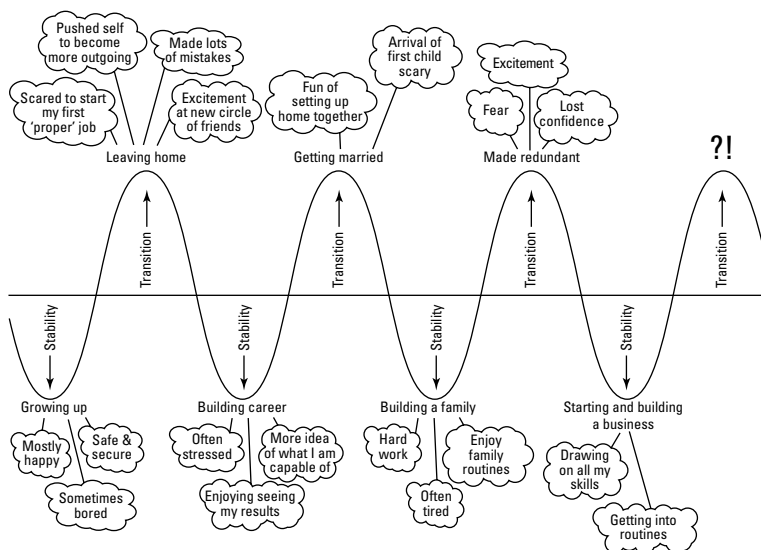 Pushed self
to become
more outgoing
Made lots
of mistakes
Scared to start
my first
‘proper’ job
Excitement
at new circle
of friends
Leaving home
Arrival of
first child
scary
Fun of
setting up
home together
Getting married
Excitement
Fear
Lost
confidence
Made redundant
?!
Transition
Transition
Transition
Transition
Stability
Stability
Stability
Stability
Growing up
Mostly
happy
Safe &
secure
Sometimes
bored
Building career
Often
stressed
More idea
of what I am
capable of
Enjoying seeing
my results
Building a family
Hard
work
Enjoy
family
routines
Often
tired
Starting and building
a business
Drawing
on all my
skills
Getting into
routines